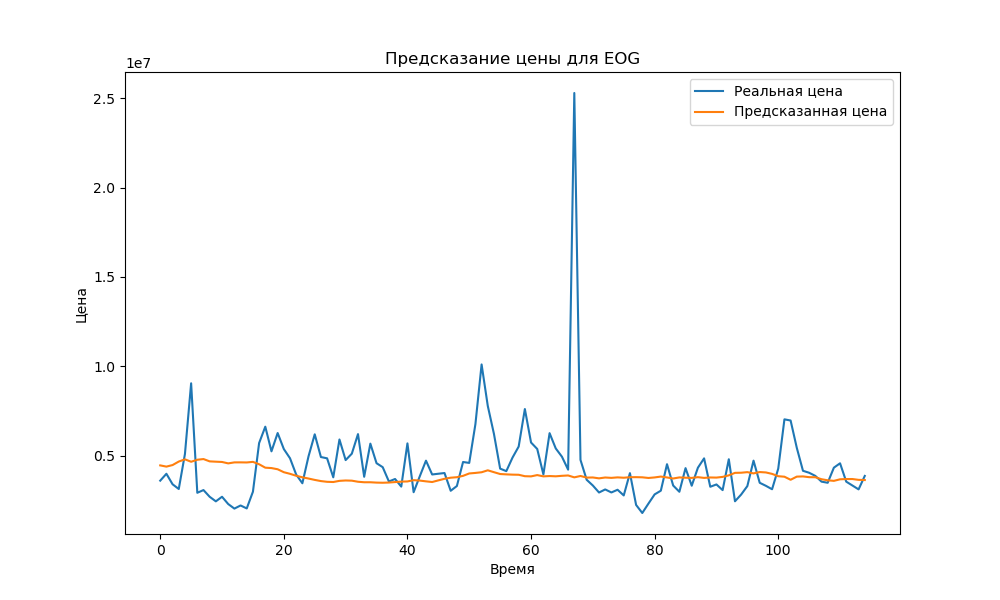 Предсказание цены для EOG
1e7
Реальная цена
Предсказанная цена
2.5
2.0
1.5
1.0
0.5
Цена
0 20 40 60 80 100
Время